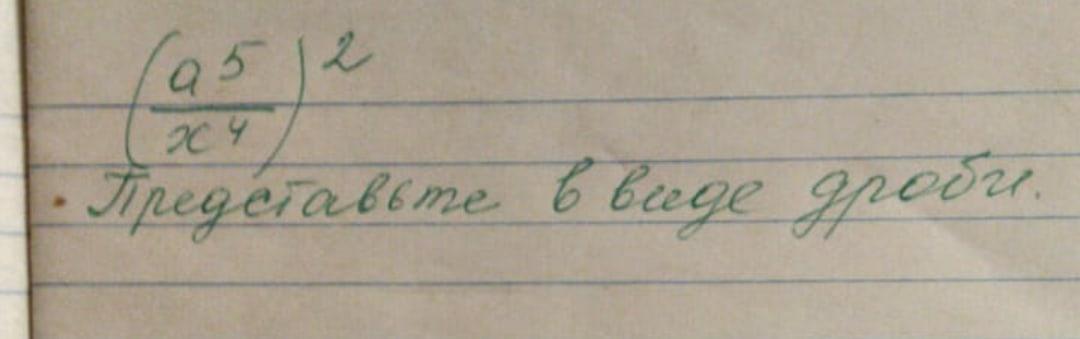 (a⁵/x⁴)²
Представьте в виде дроби.